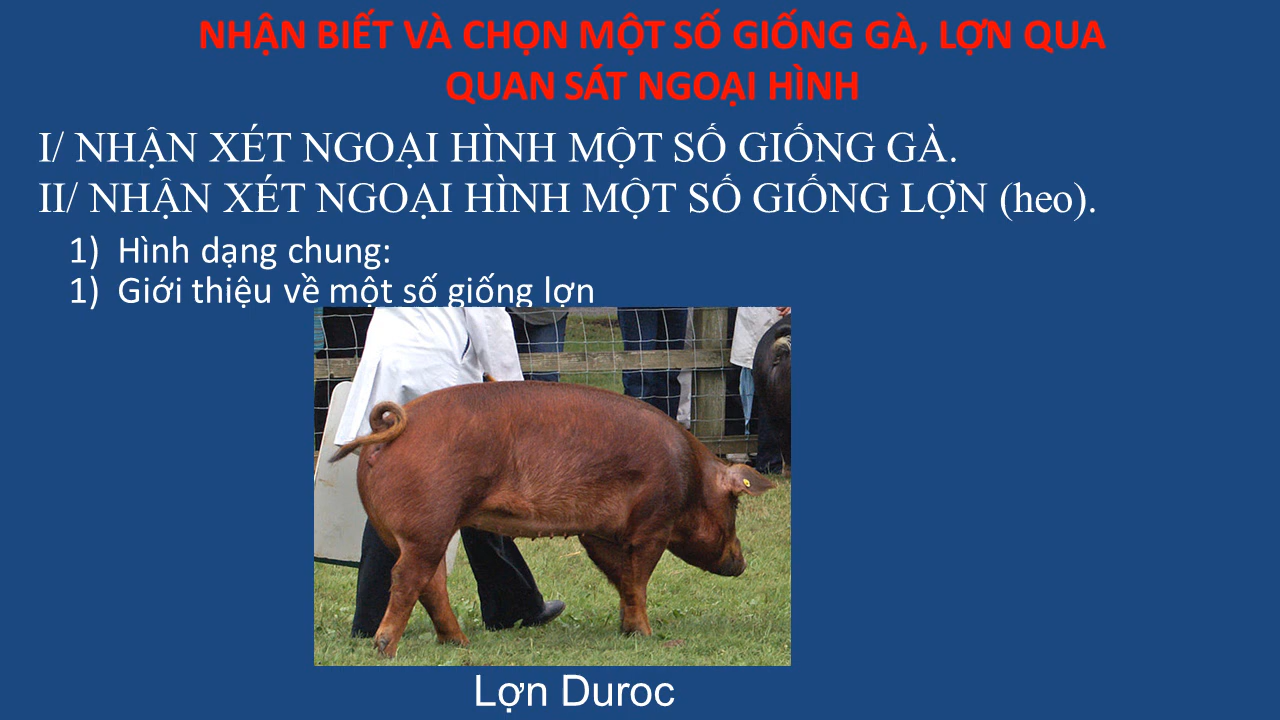 NHẬN BIẾT VÀ CHỌN MỘT SỐ GIỐNG GÀ, LỢN QUA
QUAN SÁT NGOẠI HÌNH
I/ NHẬN XÉT NGOẠI HÌNH MỘT SỐ GIỐNG GÀ.
II/ NHẬN XÉT NGOẠI HÌNH MỘT SỐ GIỐNG LỢN (heo).
1) Hình dạng chung:
1) Giới thiệu về một số giống lợn
Lợn Duroc